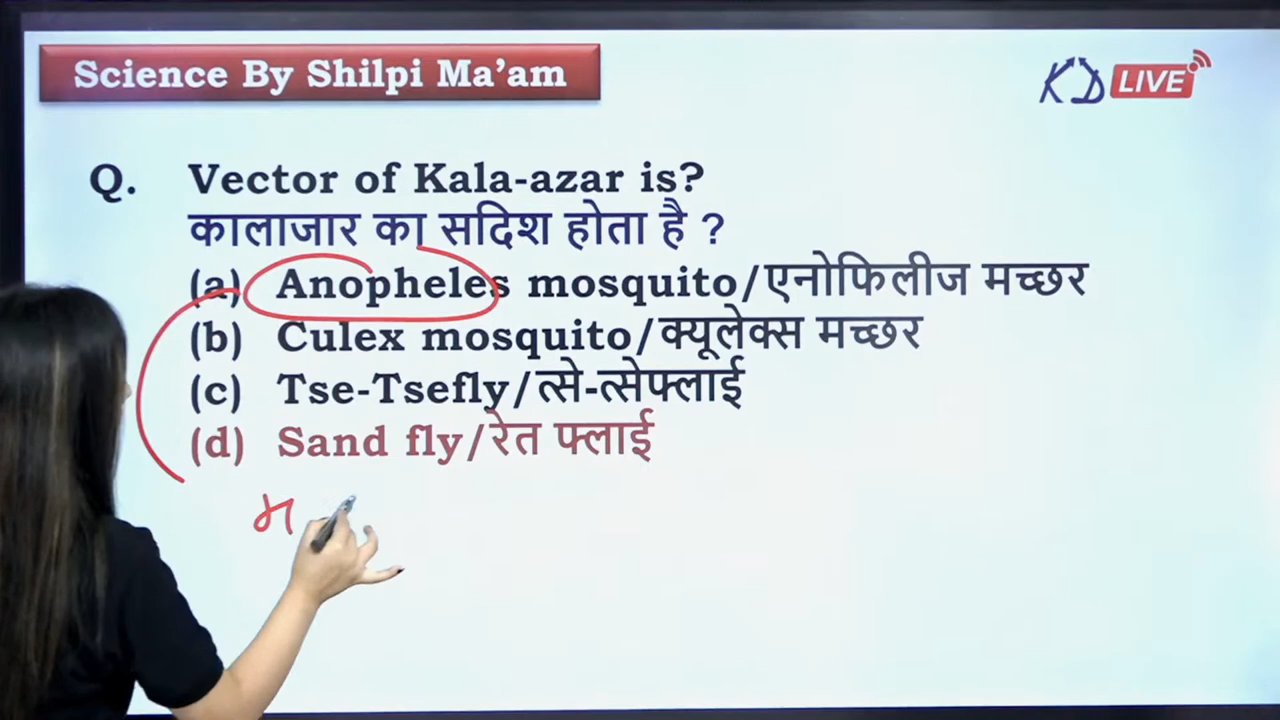 Science By Shilpi Ma'am
KD LIVE
Q. Vector of Kala-azar is?
कालाजार का सदिश होता है ?
(a) Anopheles mosquito/एनोफिलीज मच्छर
(b) Culex mosquito/क्यूलेक्स मच्छर
(c) Tse-Tsefly/त्से-त्सेफ्लाई
(d) Sand fly/रेत फ्लाई
म